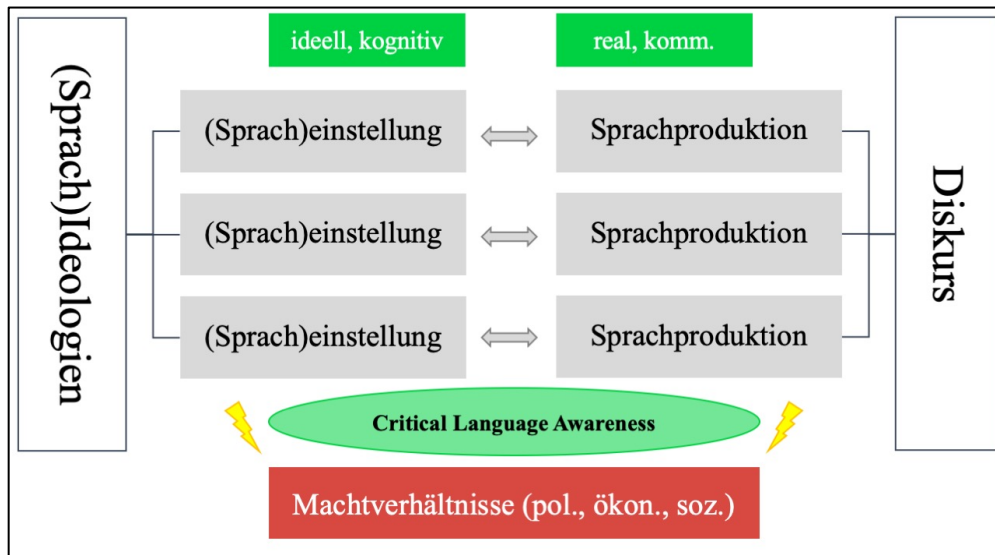 ideell, kognitiv
real, komm.
(Sprach)Ideologien
(Sprach)einstellung
Sprachproduktion
(Sprach)einstellung
Sprachproduktion
(Sprach)einstellung
Sprachproduktion
Diskurs
Critical Language Awareness
Machtverhältnisse (pol., ökon., soz.)